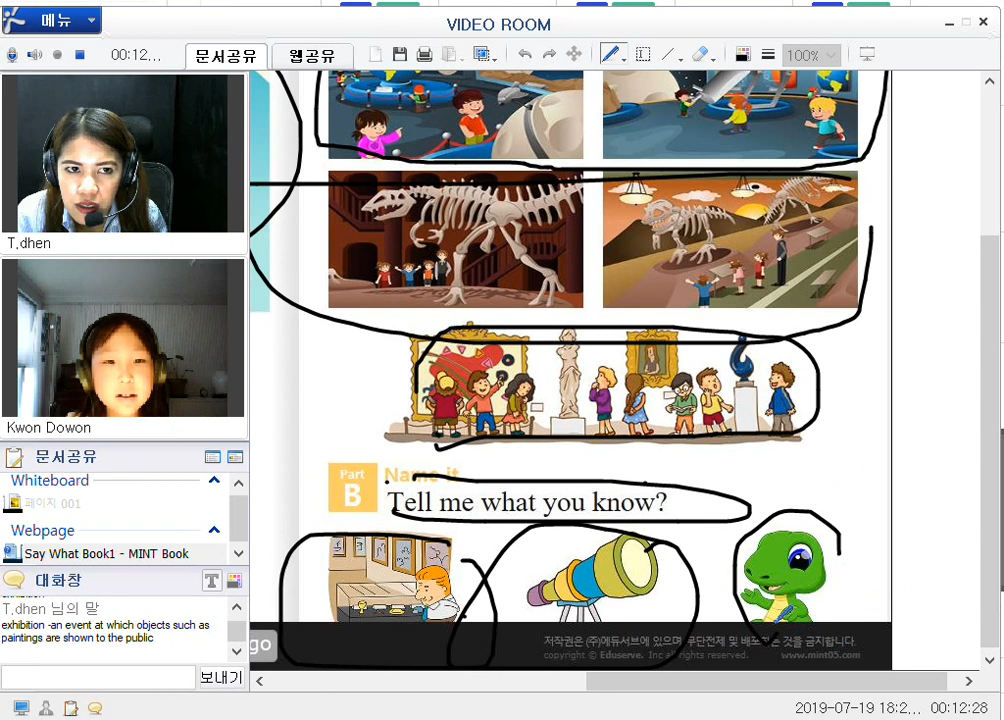 메뉴
VIDEO ROOM
00:12...
문서공유
웹공유
100%
T.dhen
Kwon Dowon
문서공유
Whiteboard
페이지 001
Webpage
Say What Book1 - MINT Book
대화창
T.dhen 님의 말
exhibition -an event at which objects such as
paintings are shown to the public
보내기
Part
B
Name it
Tell me what you know?
go
저작권은 (주)에듀서브에 있으며, 무단전제 및 배포하는 것을 금지합니다.
copyright © Eduserve. Inc all rights reserved.
www.mint05.com
2019-07-19 18:2...
00:12:28